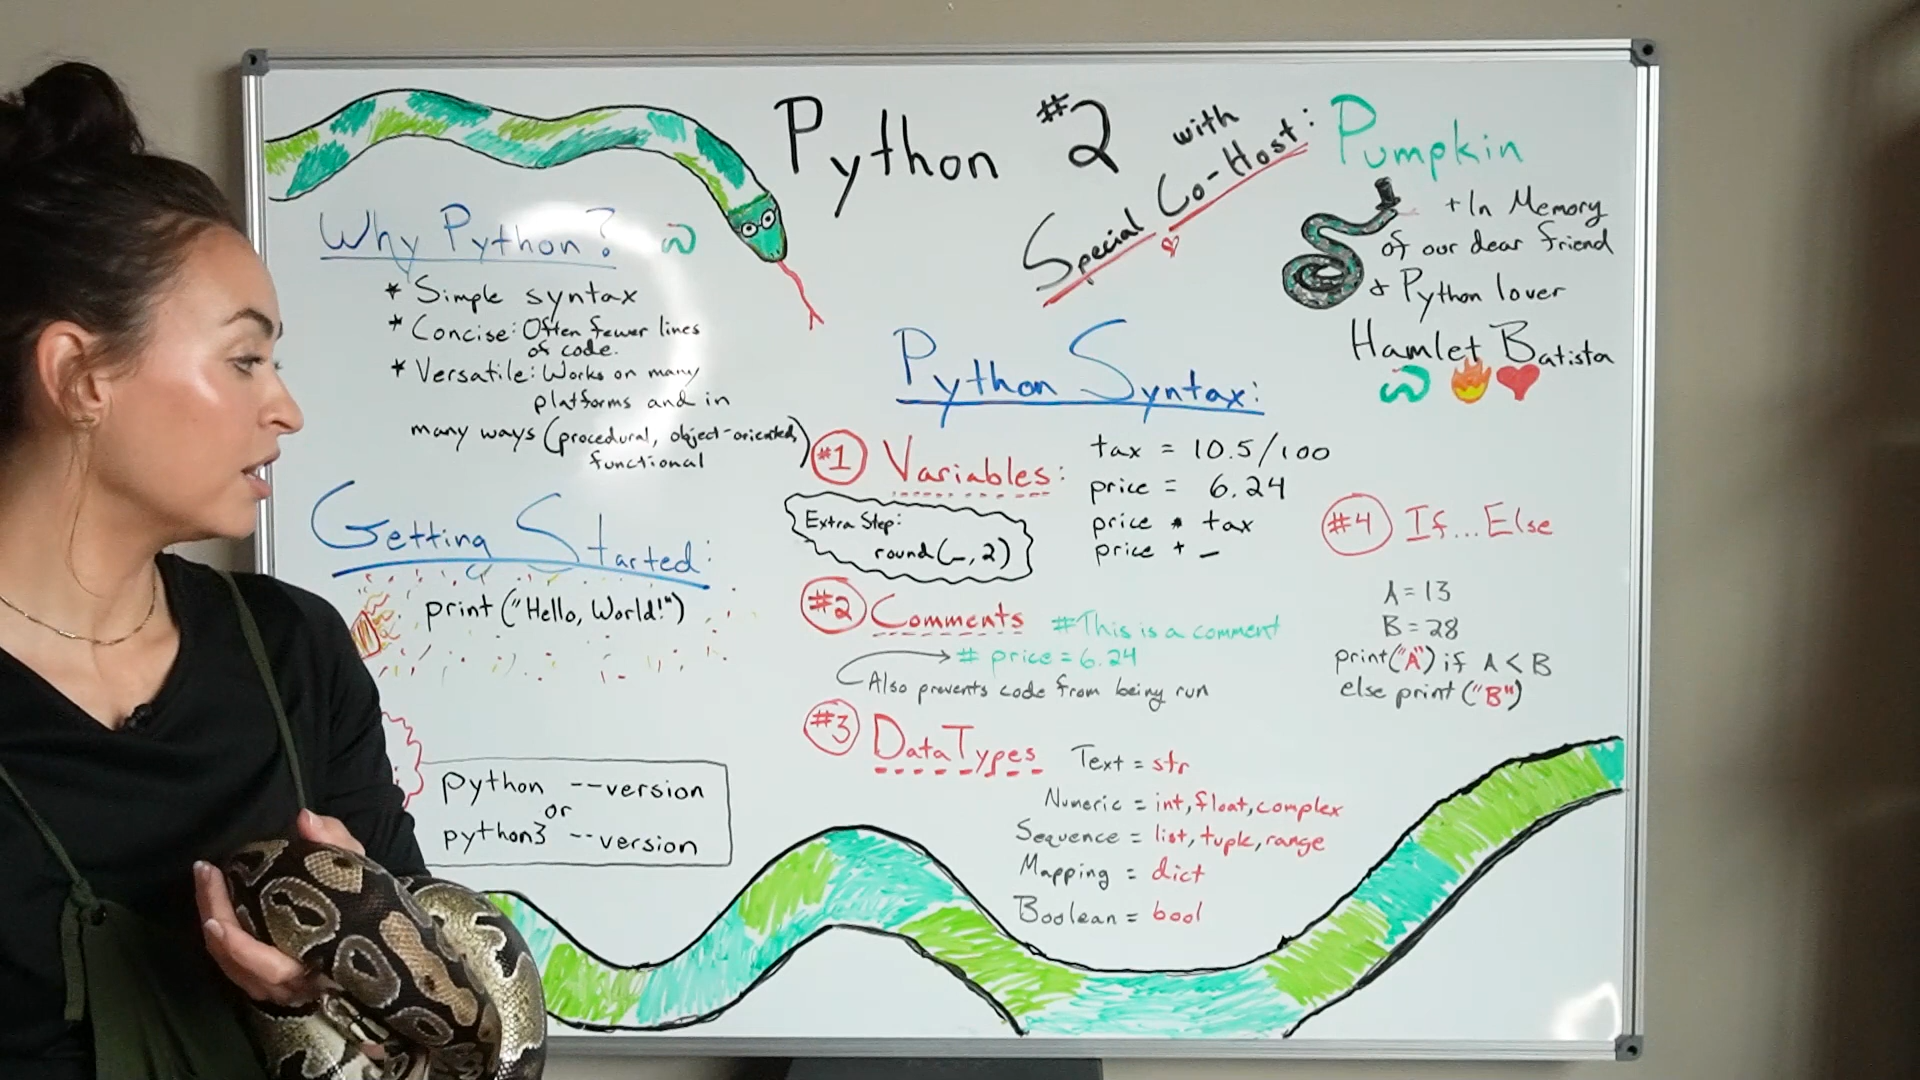 Python #2
with
Special Co-Host:
Pumpkin
+ In Memory
of our dear friend
& Python lover
Hamlet Batista
Why Python?
* Simple syntax
* Concise: Often fewer lines
of code.
* Versatile: Works on many
platforms and in
many ways (procedural, object-oriented,
functional)
Getting Started:
print ("Hello, World!")
python --version
or
python3 --version
Python Syntax:
#1 Variables:
tax = 10.5/100
price = 6.24
price * tax
price + _
Extra Step:
round(_, 2)
#2 Comments
#This is a comment
# price = 6.24
Also prevents code from being run
#3 Data Types
Text = str
Numeric = int, float, complex
Sequence = list, tuple, range
Mapping = dict
Boolean = bool
#4 If...Else
A = 13
B = 28
print("A") if A < B
else print ("B")